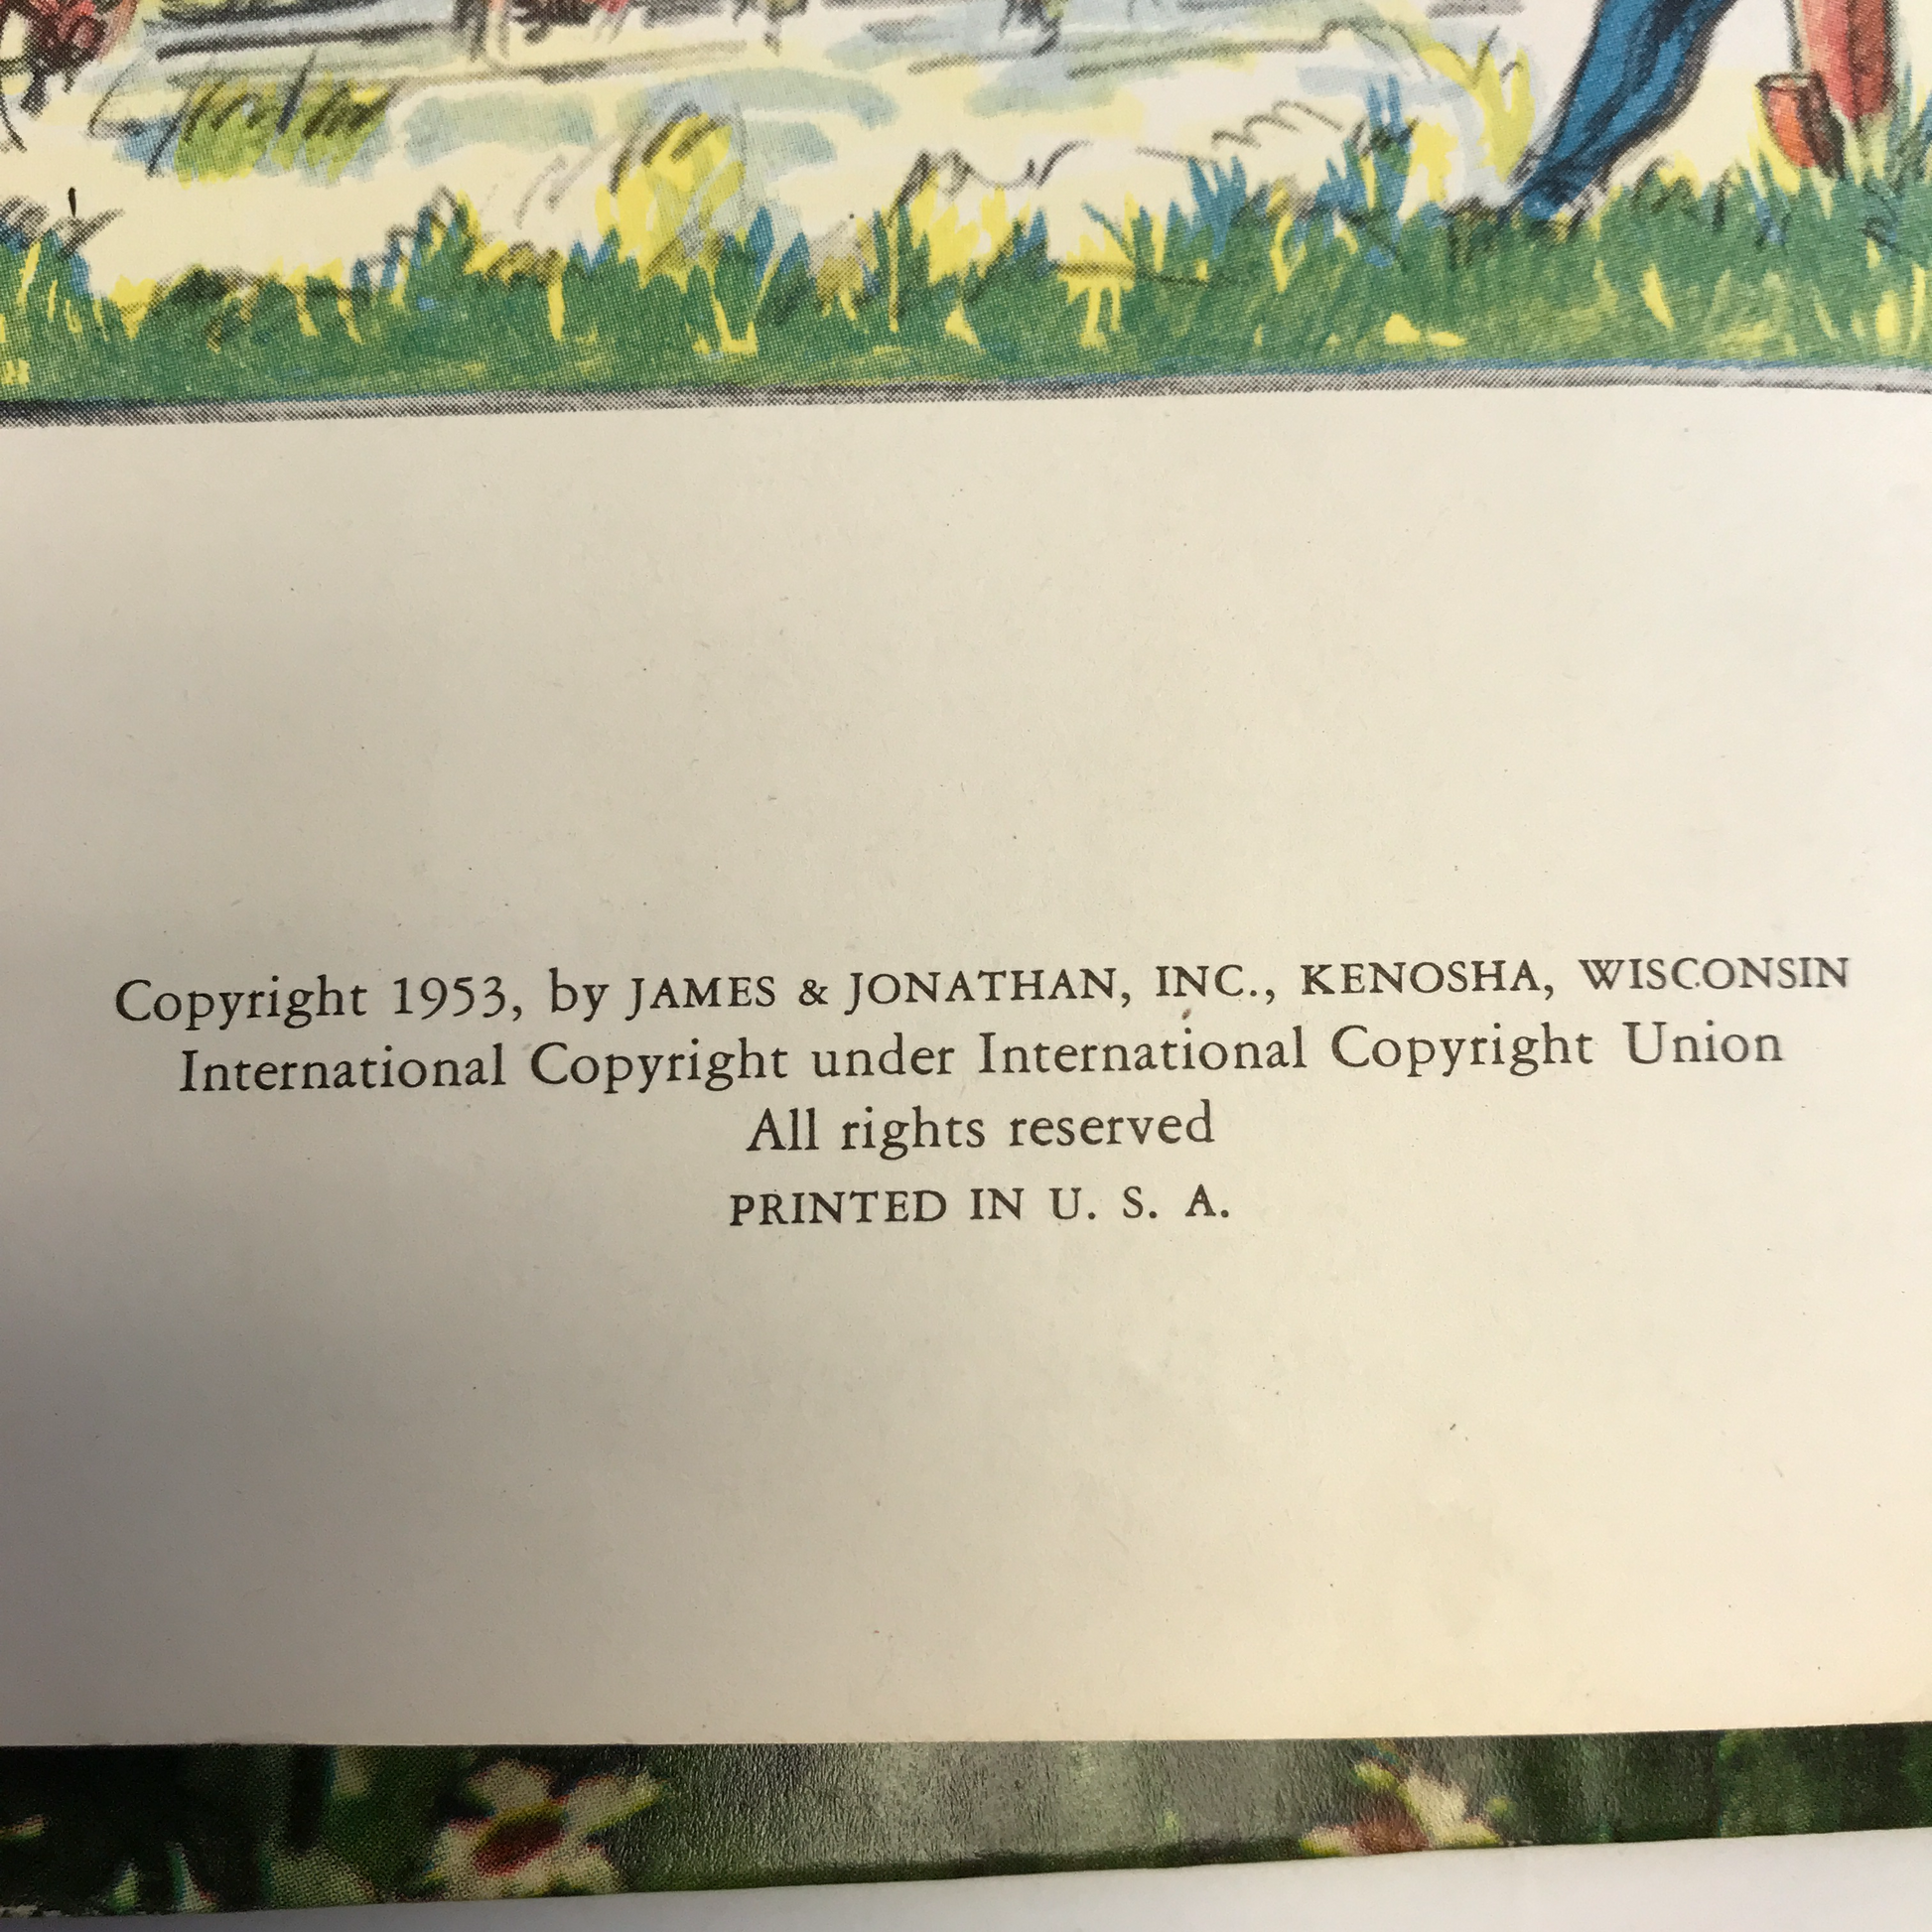 Copyright 1953, by JAMES & JONATHAN, INC., KENOSHA, WISCONSIN
International Copyright under International Copyright Union
All rights reserved
PRINTED IN U. S. A.